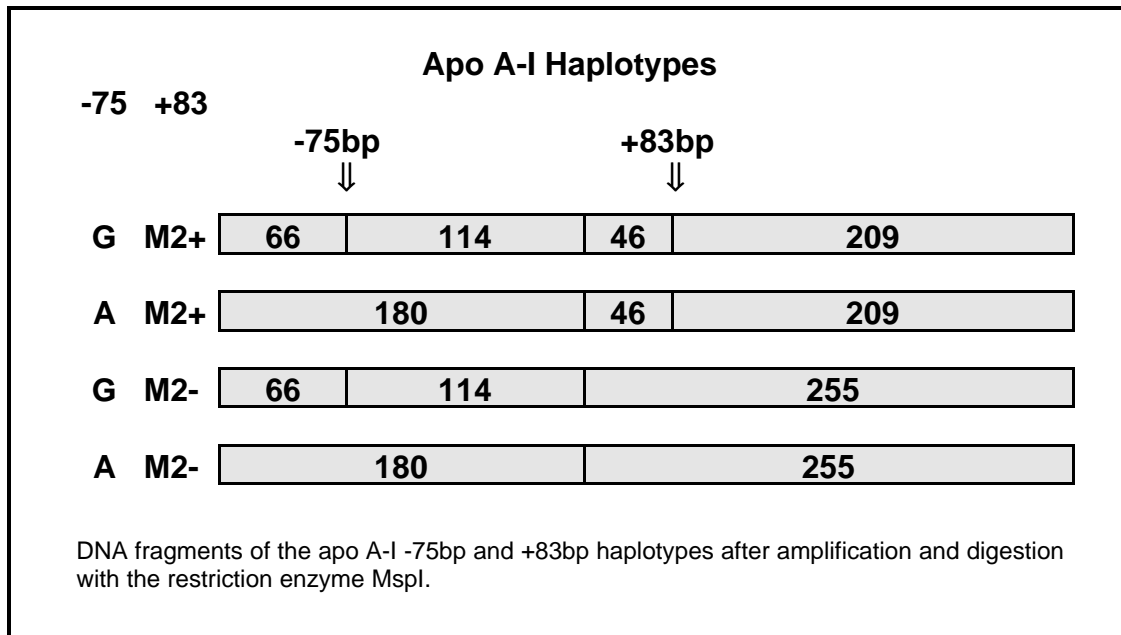 Apo A-I Haplotypes
-75 +83
-75bp +83bp
⇓ ⇓
G M2+ 66 114 46 209
A M2+ 180 46 209
G M2- 66 114 255
A M2- 180 255
DNA fragments of the apo A-I -75bp and +83bp haplotypes after amplification and digestion
with the restriction enzyme MspI.